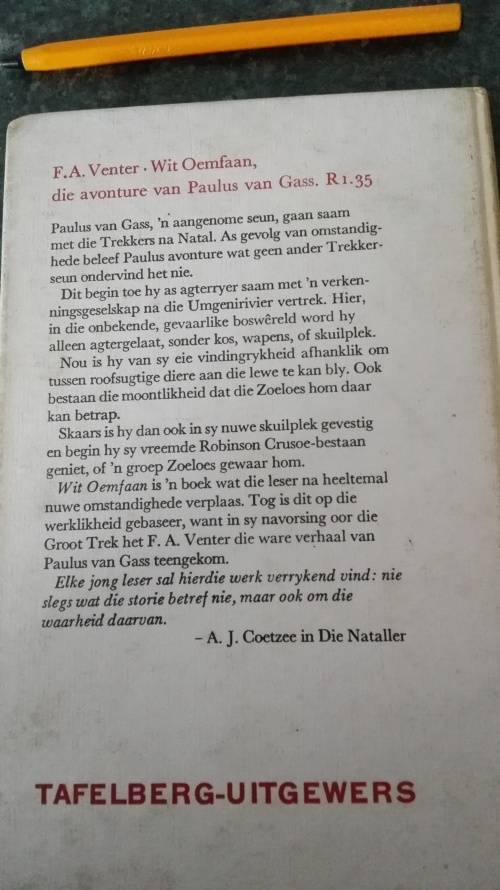 F.A. Venter · Wit Oemfaan,
die avonture van Paulus van Gass. R1.35
Paulus van Gass, 'n aangenome seun, gaan saam
met die Trekkers na Natal. As gevolg van omstandig-
hede beleef Paulus avonture wat geen ander Trekker-
seun ondervind het nie.
Dit begin toe hy as agterryer saam met 'n verken-
ningsgeselskap na die Umgenirivier vertrek. Hier,
in die onbekende, gevaarlike boswêreld word hy
alleen agtergelaat, sonder kos, wapens, of skuilplek.
Nou is hy van sy eie vindingrykheid afhanklik om
tussen roofsugtige diere aan die lewe te kan bly. Ook
bestaan die moontlikheid dat die Zoeloes hom daar
kan betrap.
Skaars is hy dan ook in sy nuwe skuilplek gevestig
en begin hy sy vreemde Robinson Crusoe-bestaan
geniet, of 'n groep Zoeloes gewaar hom.
Wit Oemfaan is 'n boek wat die leser na heeltemal
nuwe omstandighede verplaas. Tog is dit op die
werklikheid gebaseer, want in sy navorsing oor die
Groot Trek het F. A. Venter die ware verhaal van
Paulus van Gass teengekom.
Elke jong leser sal hierdie werk verrykend vind: nie
slegs wat die storie betref nie, maar ook om die
waarheid daarvan.
– A. J. Coetzee in Die Nataller
TAFELBERG-UITGEWERS